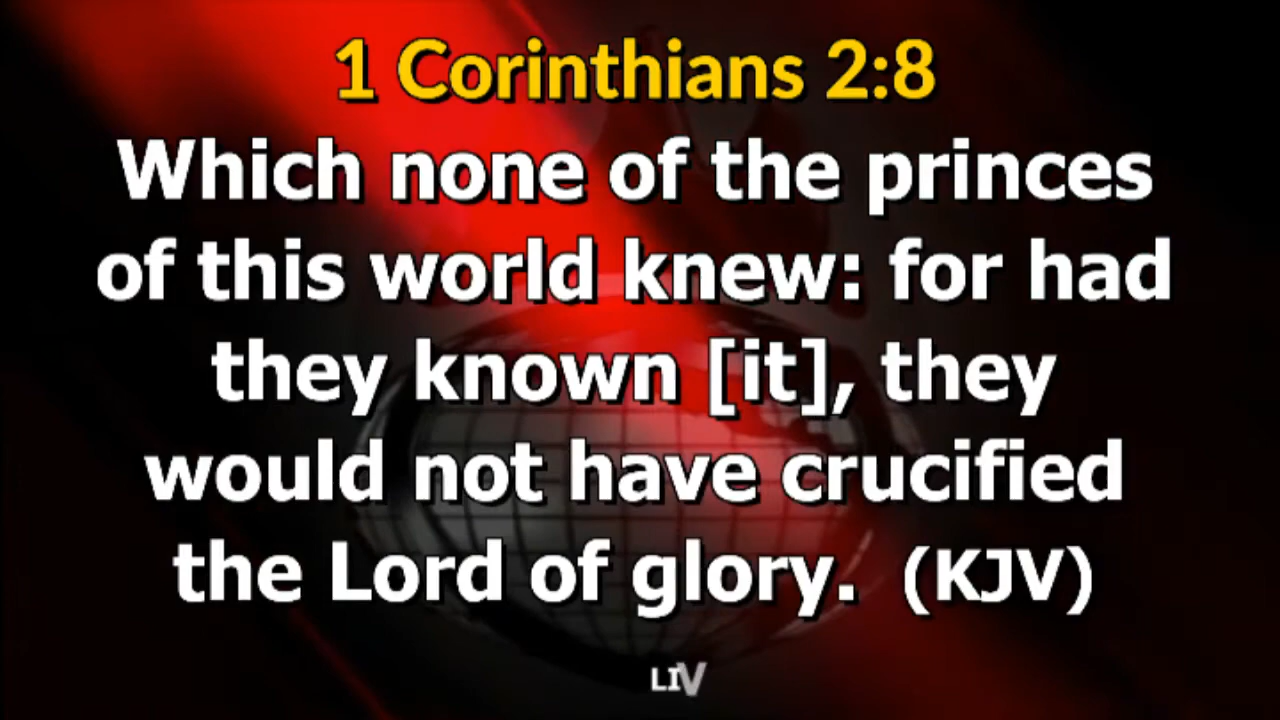 1 Corinthians 2:8
Which none of the princes
of this world knew: for had
they known [it], they
would not have crucified
the Lord of glory. (KJV)
LIV